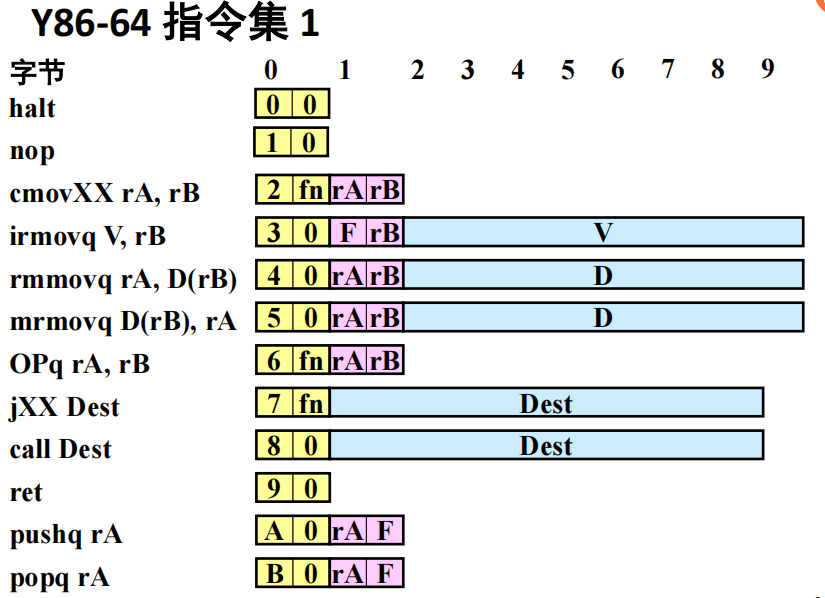 Y86-64 指令集 1
字节 0 1 2 3 4 5 6 7 8 9
halt 0 0
nop 1 0
cmovXX rA, rB 2 fn rA rB
irmovq V, rB 3 0 F rB V
rmmovq rA, D(rB) 4 0 rA rB D
mrmovq D(rB), rA 5 0 rA rB D
OPq rA, rB 6 fn rA rB
jXX Dest 7 fn Dest
call Dest 8 0 Dest
ret 9 0
pushq rA A 0 rA F
popq rA B 0 rA F